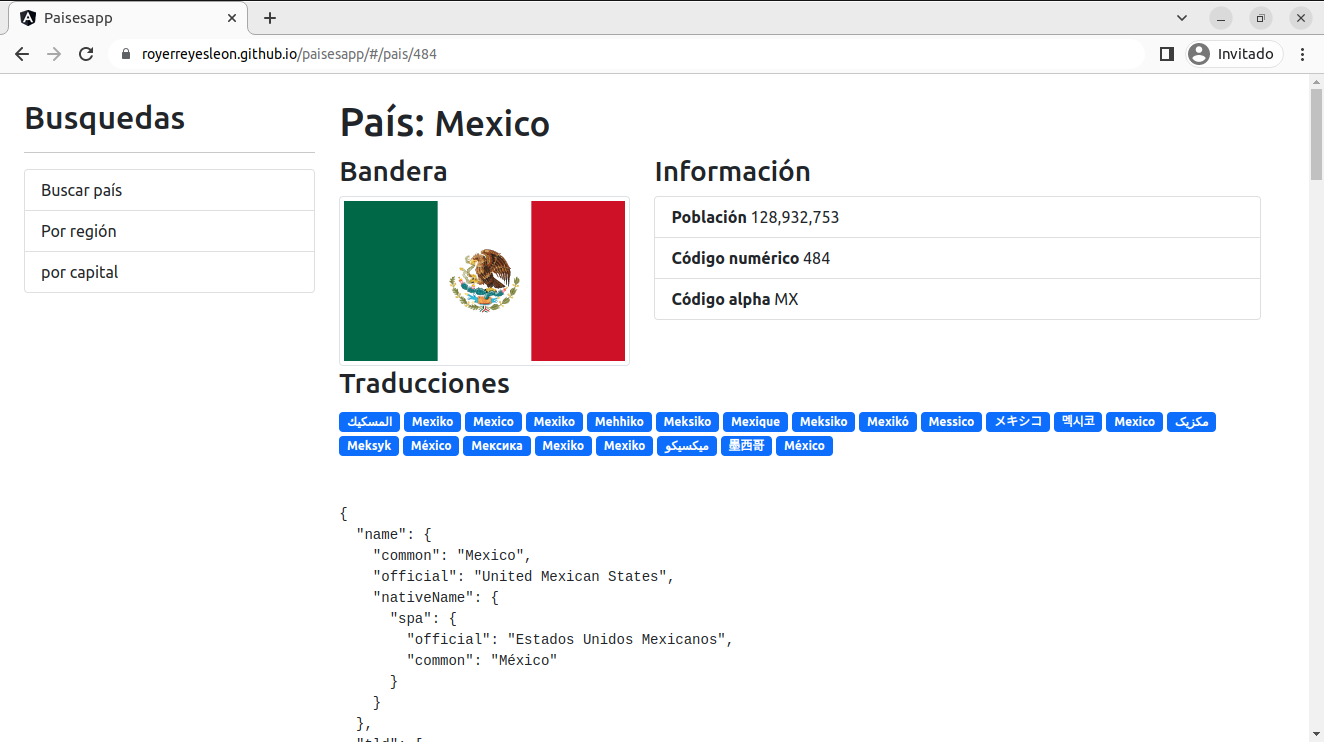 Paisesapp
royerreyesleon.github.io/paisesapp/#/pais/484
Invitado
Busquedas
Buscar país
Por región
por capital
País: Mexico
Bandera
Información
Población 128,932,753
Código numérico 484
Código alpha MX
Traducciones
المسكيك Mexiko Mexico Mexiko Mehhiko Meksiko Mexique Meksiko Mexikó Messico メキシコ 멕시코 Mexico مکزیک
Meksyk México Мексика Mexiko Mexiko میکسیکو 墨西哥 México
{
"name": {
"common": "Mexico",
"official": "United Mexican States",
"nativeName": {
"spa": {
"official": "Estados Unidos Mexicanos",
"common": "México"
}
}
},
"tld": [